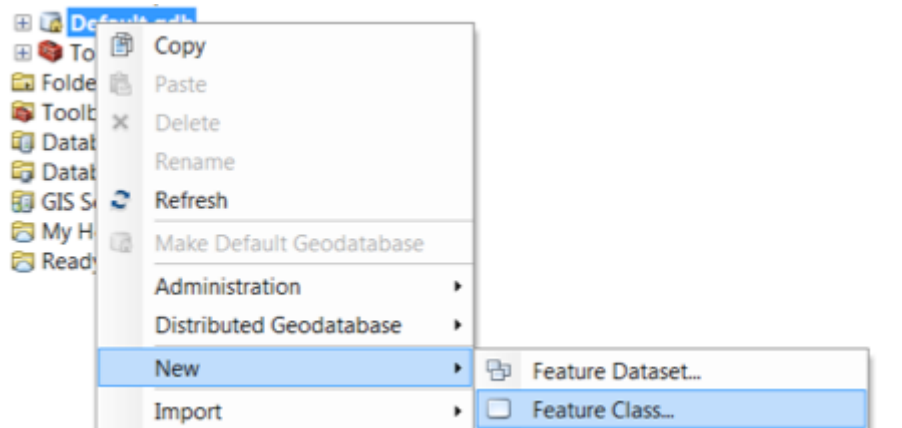 Default.gdb
To
Folde
Toolb
Datab
Datab
GIS Se
My H
Ready
Copy
Paste
Delete
Rename
Refresh
Make Default Geodatabase
Administration
Distributed Geodatabase
New
Import
Feature Dataset...
Feature Class...